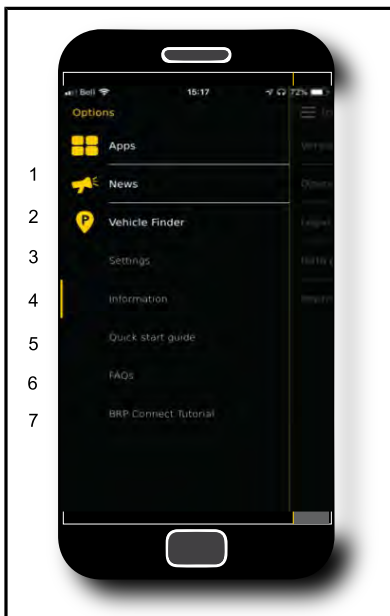 Bell 15:17 72%
Options
Apps
1 News
2 Vehicle Finder
3 Settings
4 Information
5 Quick start guide
6 FAQs
7 BRP Connect Tutorial